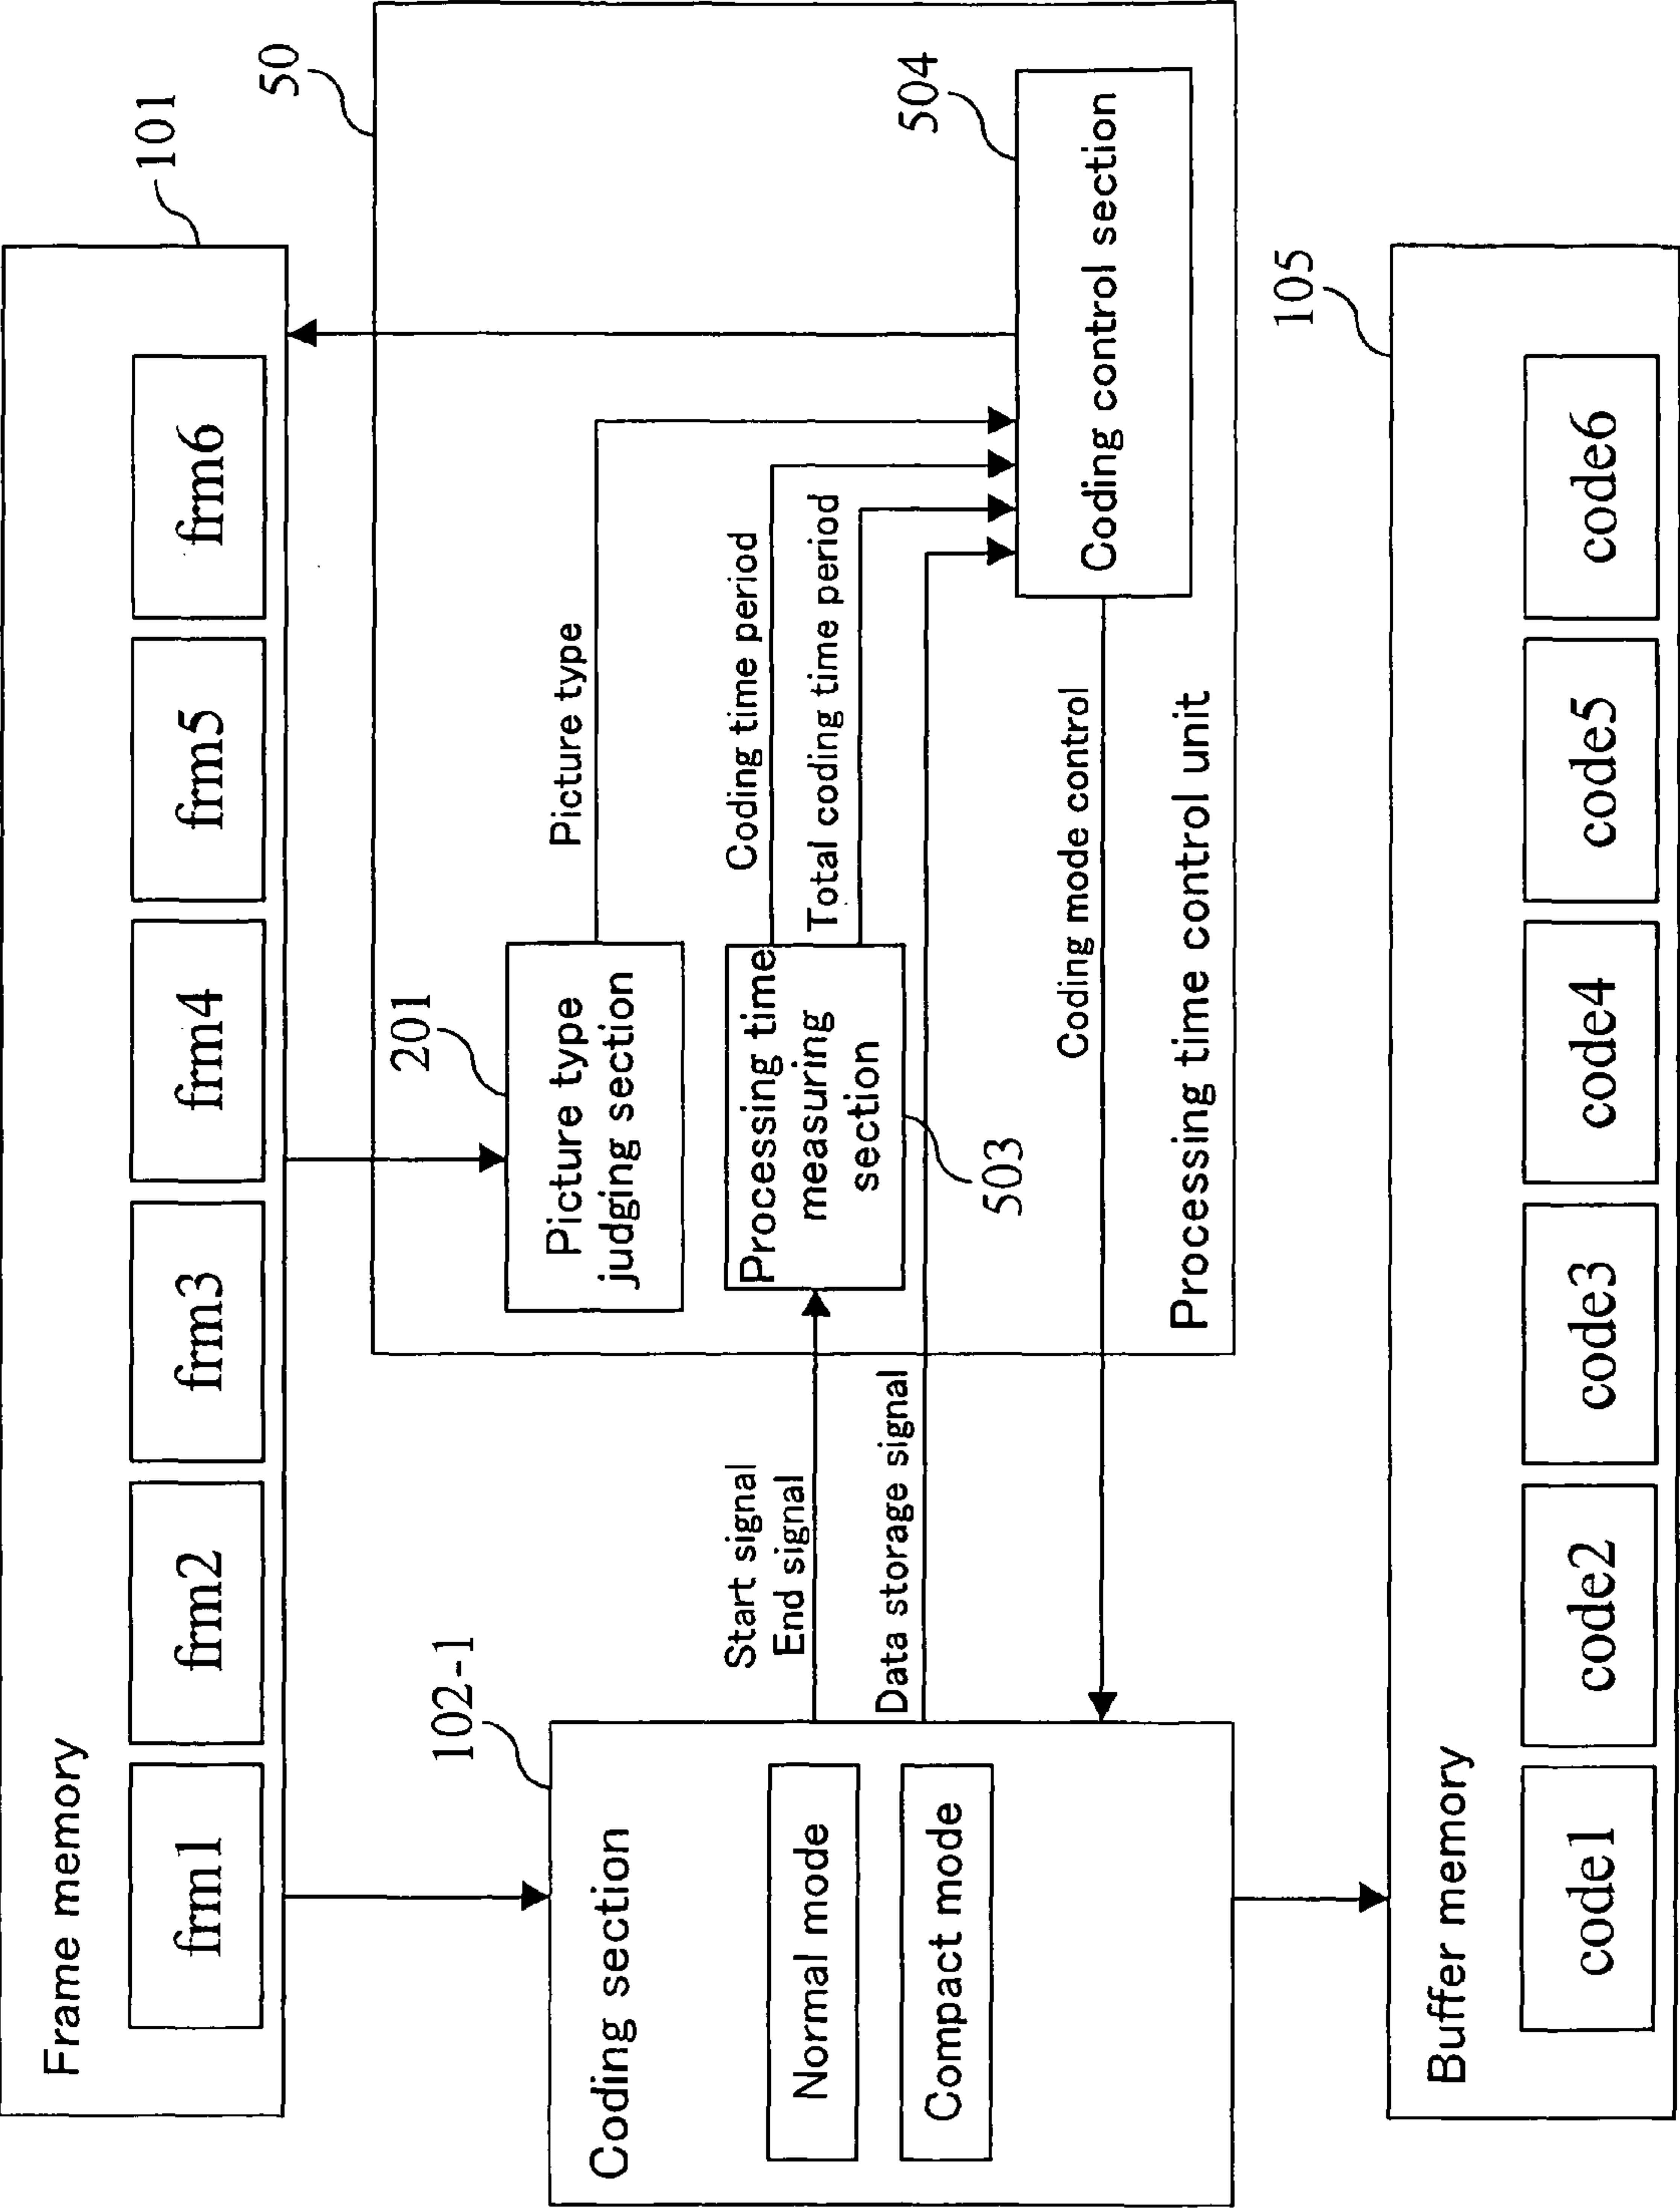 Frame memory
101
frm1
frm2
frm3
frm4
frm5
frm6
50
102-1
Coding section
Normal mode
Compact mode
Start signal
End signal
Data storage signal
201
Picture type
judging section
Picture type
Processing time
measuring
section
503
Coding time period
Total coding time period
504
Coding control section
Coding mode control
Processing time control unit
105
Buffer memory
code1
code2
code3
code4
code5
code6